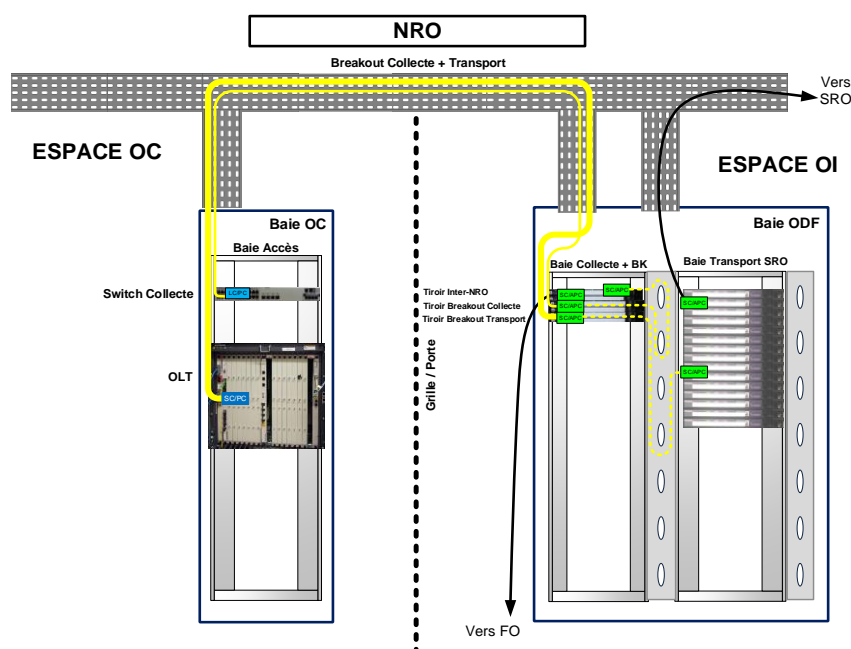 NRO
Breakout Collecte + Transport
Vers
SRO
ESPACE OC
ESPACE OI
Baie OC
Baie ODF
Baie Accès
Baie Collecte + BK
Baie Transport SRO
Switch Collecte
LC/PC
Tiroir Inter-NRO
SC/APC
SC/APC
SC/APC
Tiroir Breakout Collecte
SC/APC
Tiroir Breakout Transport
SC/APC
Grille / Porte
OLT
SC/PC
SC/APC
Vers FO